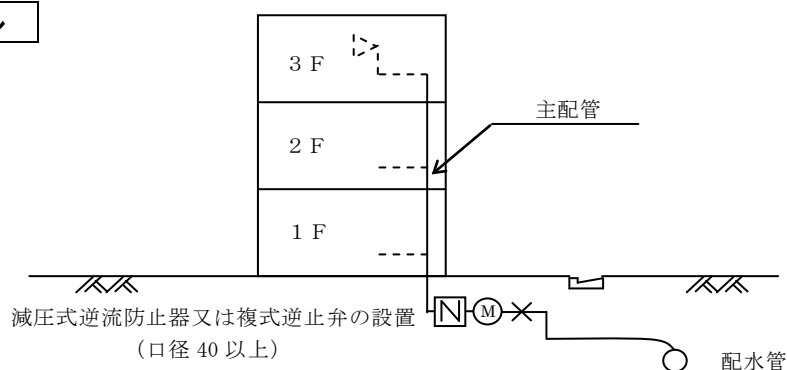 ３Ｆ
主配管
２Ｆ
１Ｆ
減圧式逆流防止器又は複式逆止弁の設置
N M
（口径 40 以上）
配水管